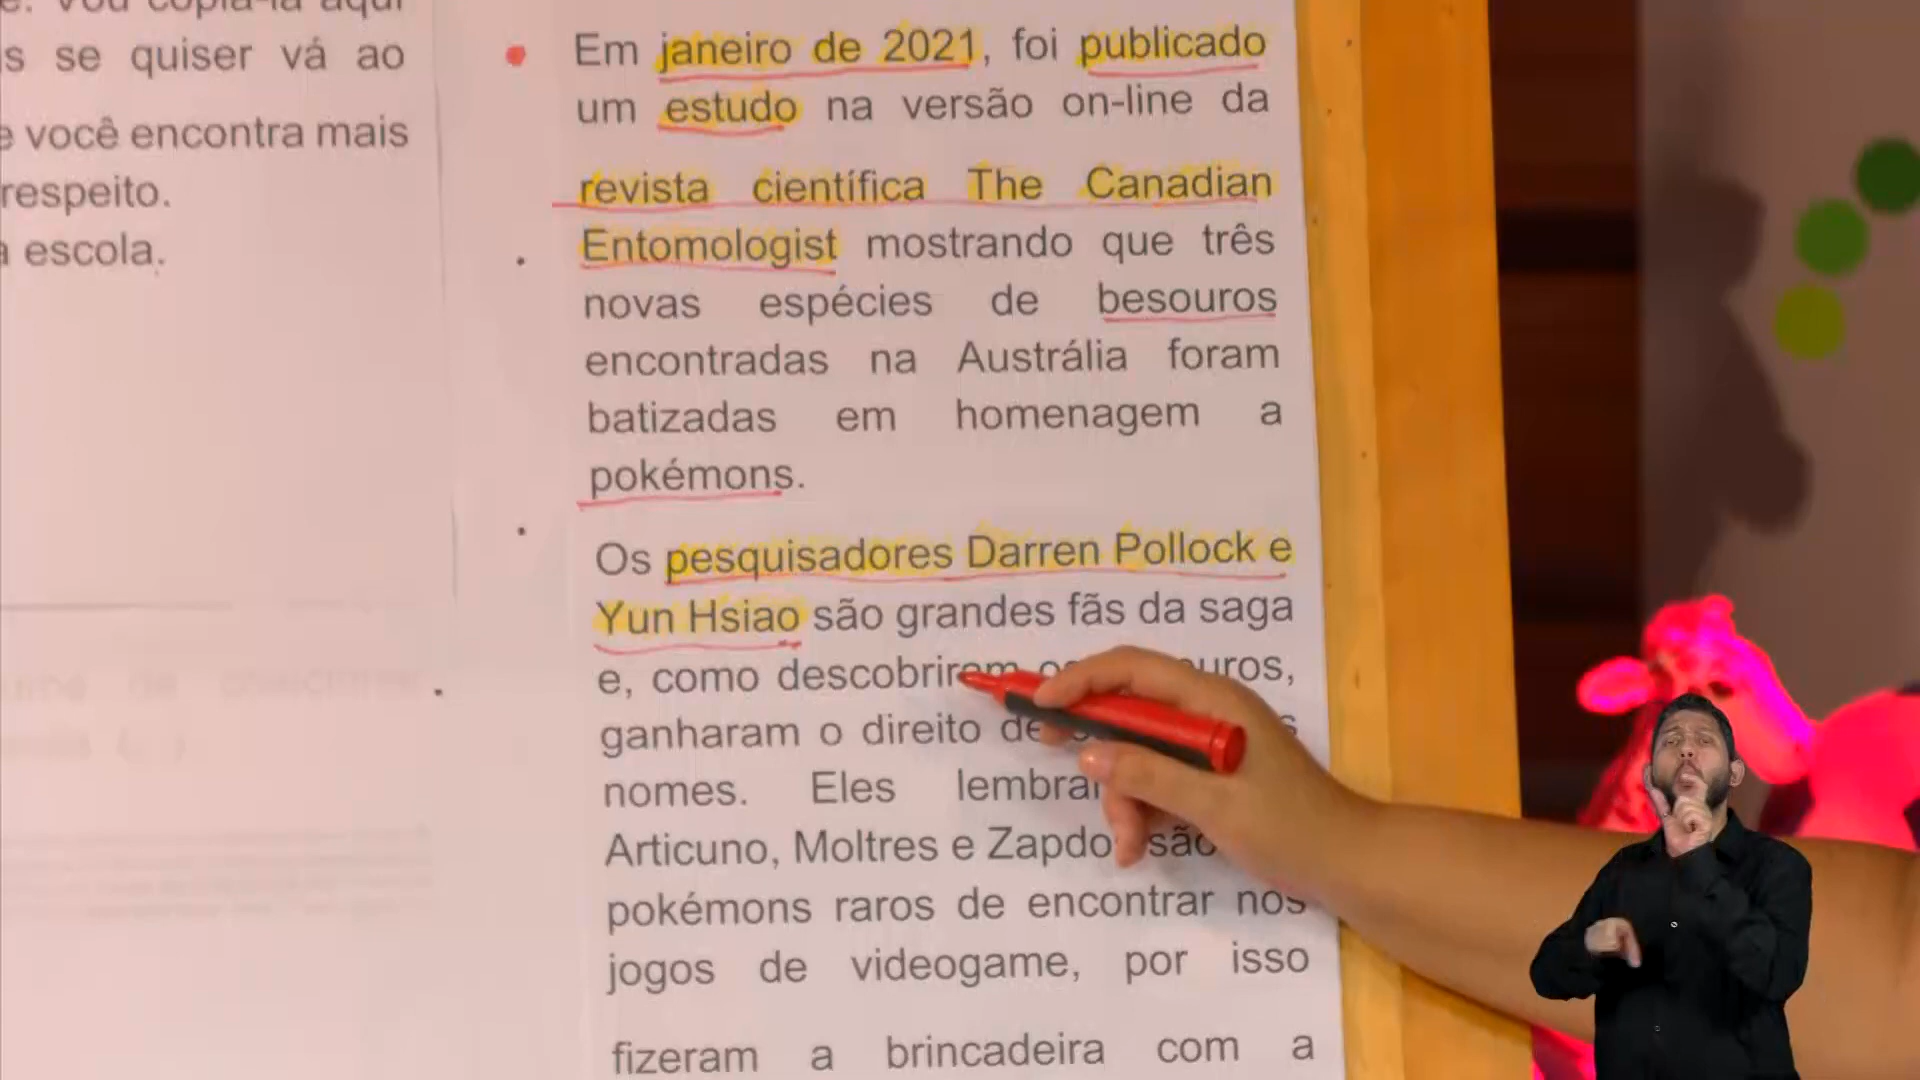 s se quiser vá ao
você encontra mais
respeito.
escola.
Em janeiro de 2021, foi publicado
um estudo na versão on-line da
revista científica The Canadian
Entomologist mostrando que três
novas espécies de besouros
encontradas na Austrália foram
batizadas em homenagem a
pokémons.
Os pesquisadores Darren Pollock e
Yun Hsiao são grandes fãs da saga
e, como descobriram
ganharam o direito de
nomes. Eles
Articuno, Moltres e são
pokémons raros de encontrar nos
jogos de videogame, por isso
fizeram a brincadeira com a